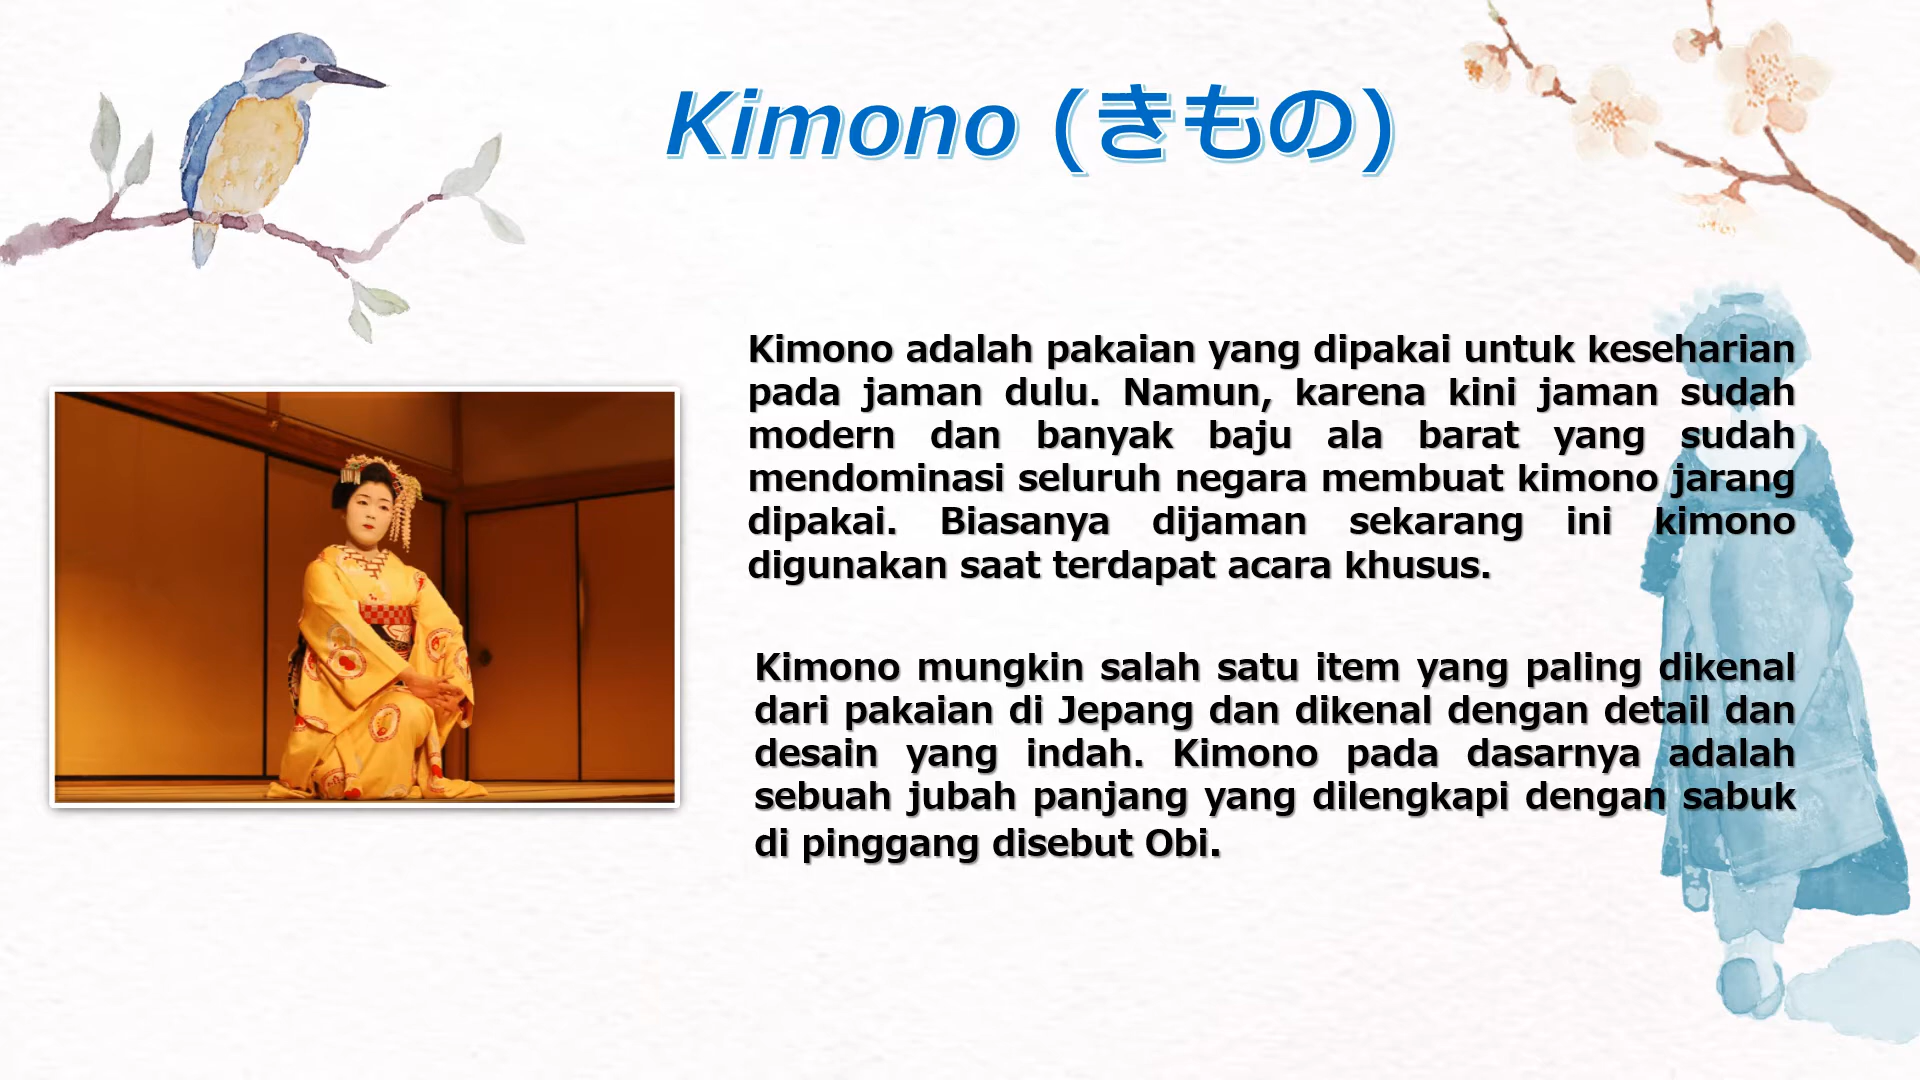 Kimono (きもの)
Kimono adalah pakaian yang dipakai untuk keseharian
pada jaman dulu. Namun, karena kini jaman sudah
modern dan banyak baju ala barat yang sudah
mendominasi seluruh negara membuat kimono jarang
dipakai. Biasanya dijaman sekarang ini kimono
digunakan saat terdapat acara khusus.
Kimono mungkin salah satu item yang paling dikenal
dari pakaian di Jepang dan dikenal dengan detail dan
desain yang indah. Kimono pada dasarnya adalah
sebuah jubah panjang yang dilengkapi dengan sabuk
di pinggang disebut Obi.